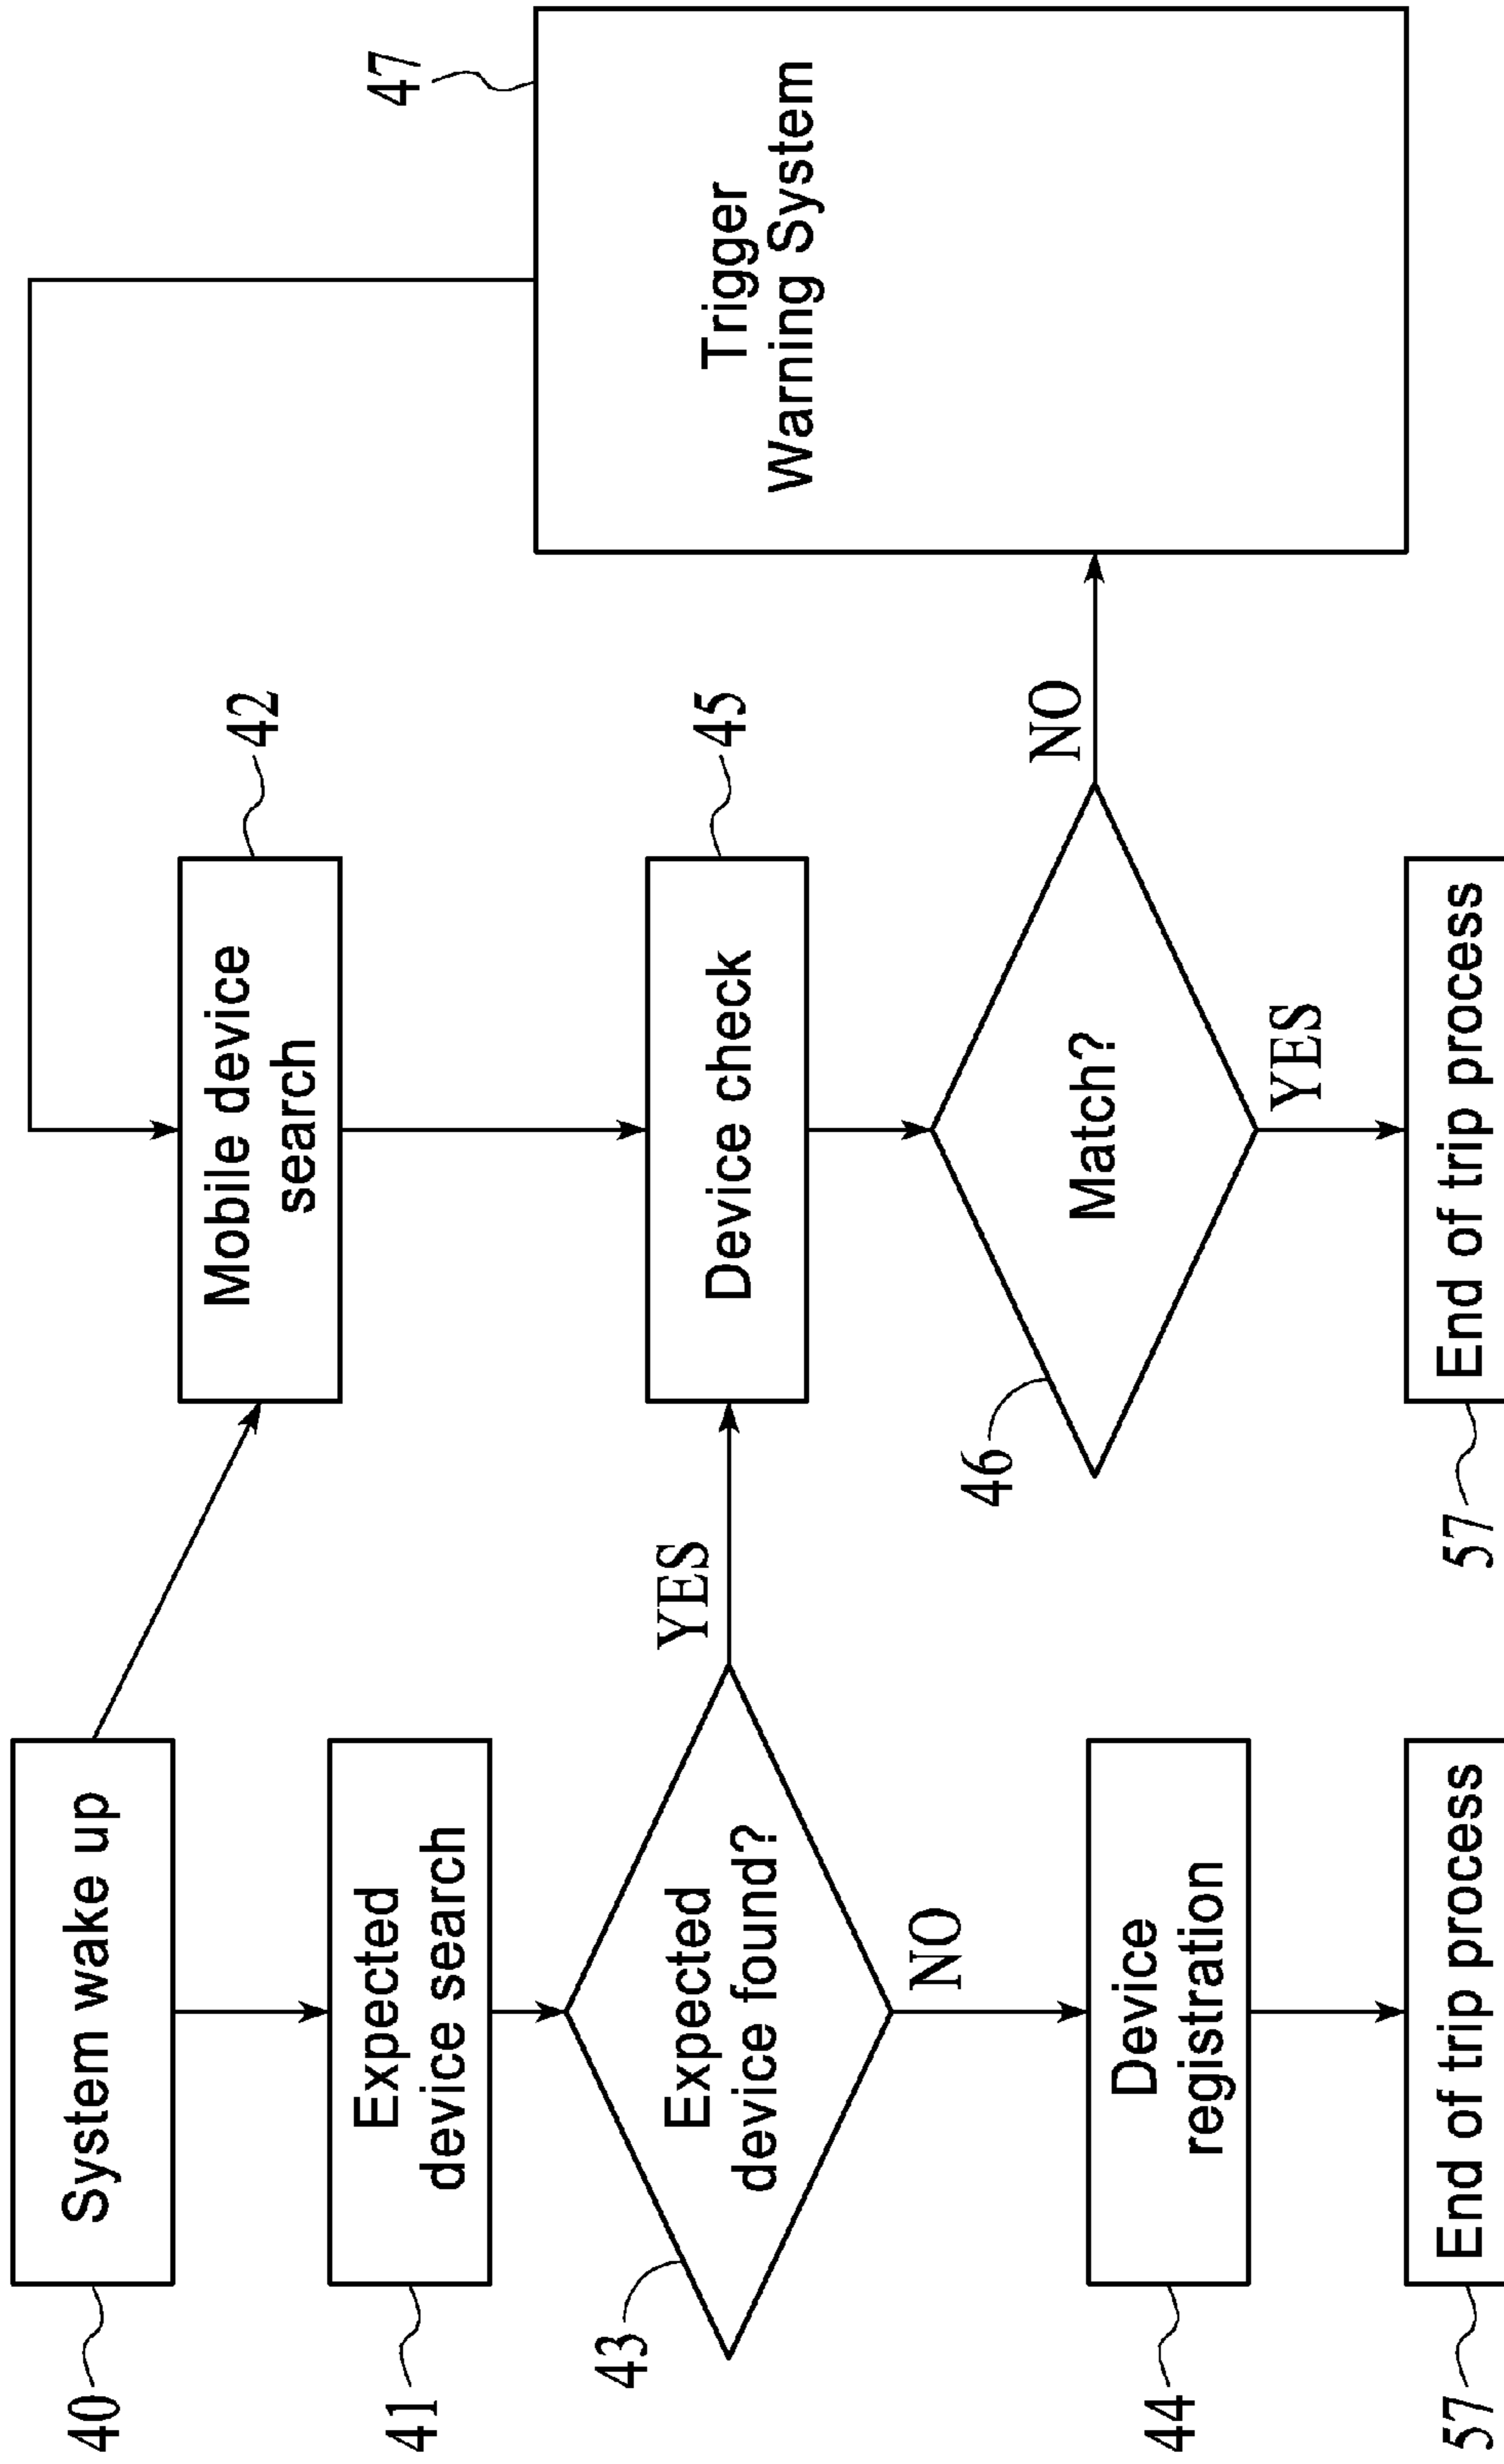 40
System wake up
41
Expected
device search
43
Expected
device found?
YES
NO
44
Device
registration
57
End of trip process
42
Mobile device
search
45
Device check
46
Match?
NO
YES
57
End of trip process
47
Trigger
Warning System